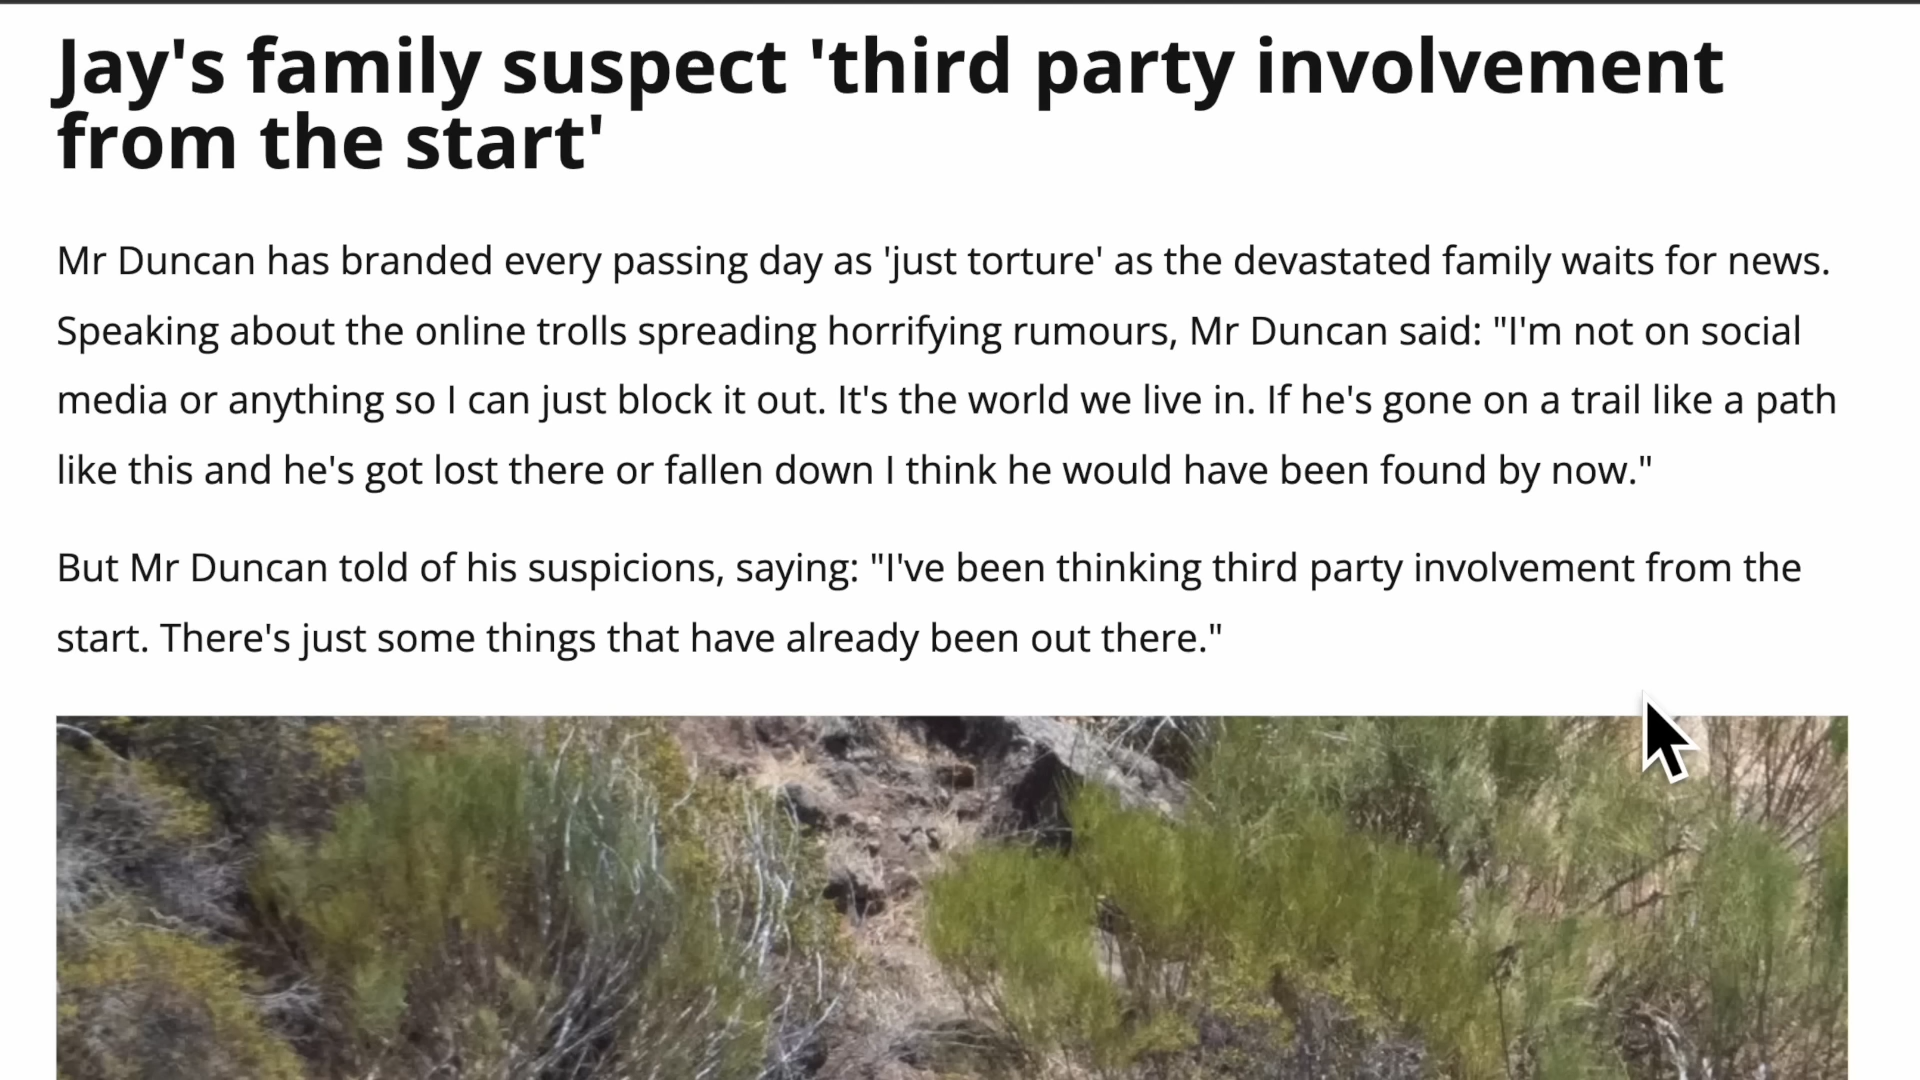 Jay's family suspect 'third party involvement
from the start'
Mr Duncan has branded every passing day as 'just torture' as the devastated family waits for news.
Speaking about the online trolls spreading horrifying rumours, Mr Duncan said: "I'm not on social
media or anything so I can just block it out. It's the world we live in. If he's gone on a trail like a path
like this and he's got lost there or fallen down I think he would have been found by now."
But Mr Duncan told of his suspicions, saying: "I've been thinking third party involvement from the
start. There's just some things that have already been out there."